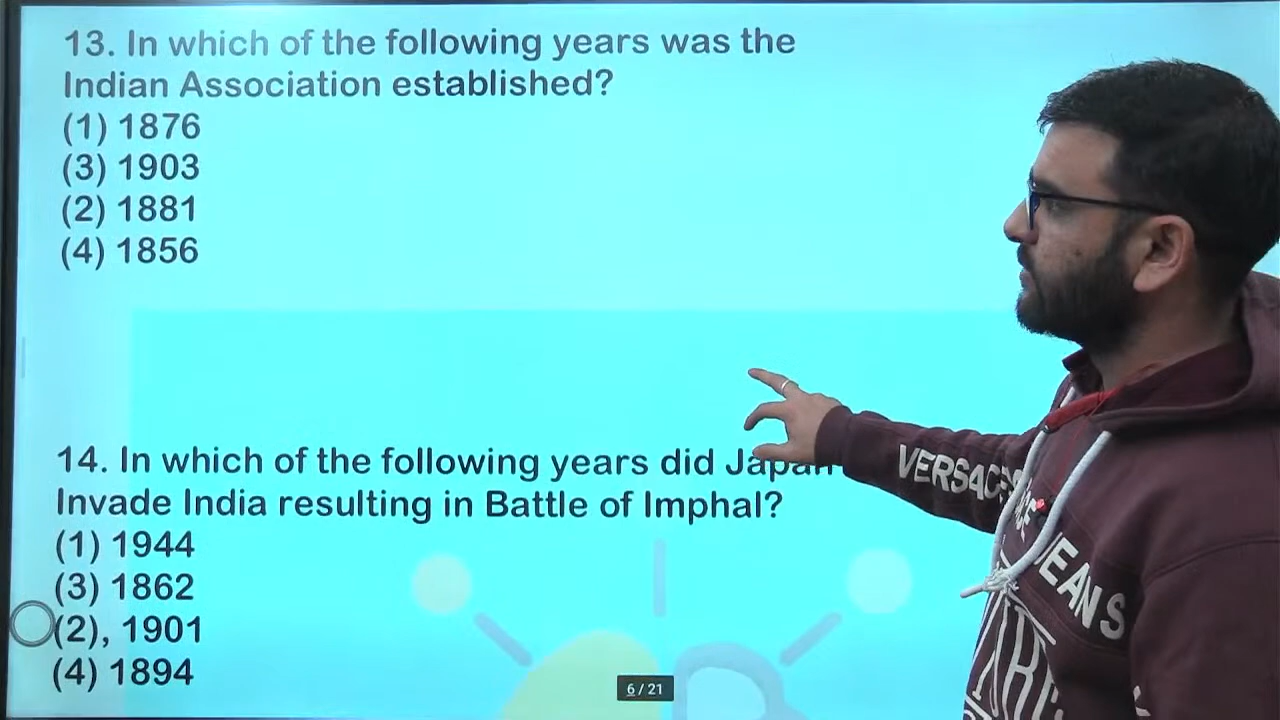 13. In which of the following years was the
Indian Association established?
(1) 1876
(3) 1903
(2) 1881
(4) 1856
14. In which of the following years did Japan
Invade India resulting in Battle of Imphal?
(1) 1944
(3) 1862
(2), 1901
(4) 1894
6 / 21
JEANS